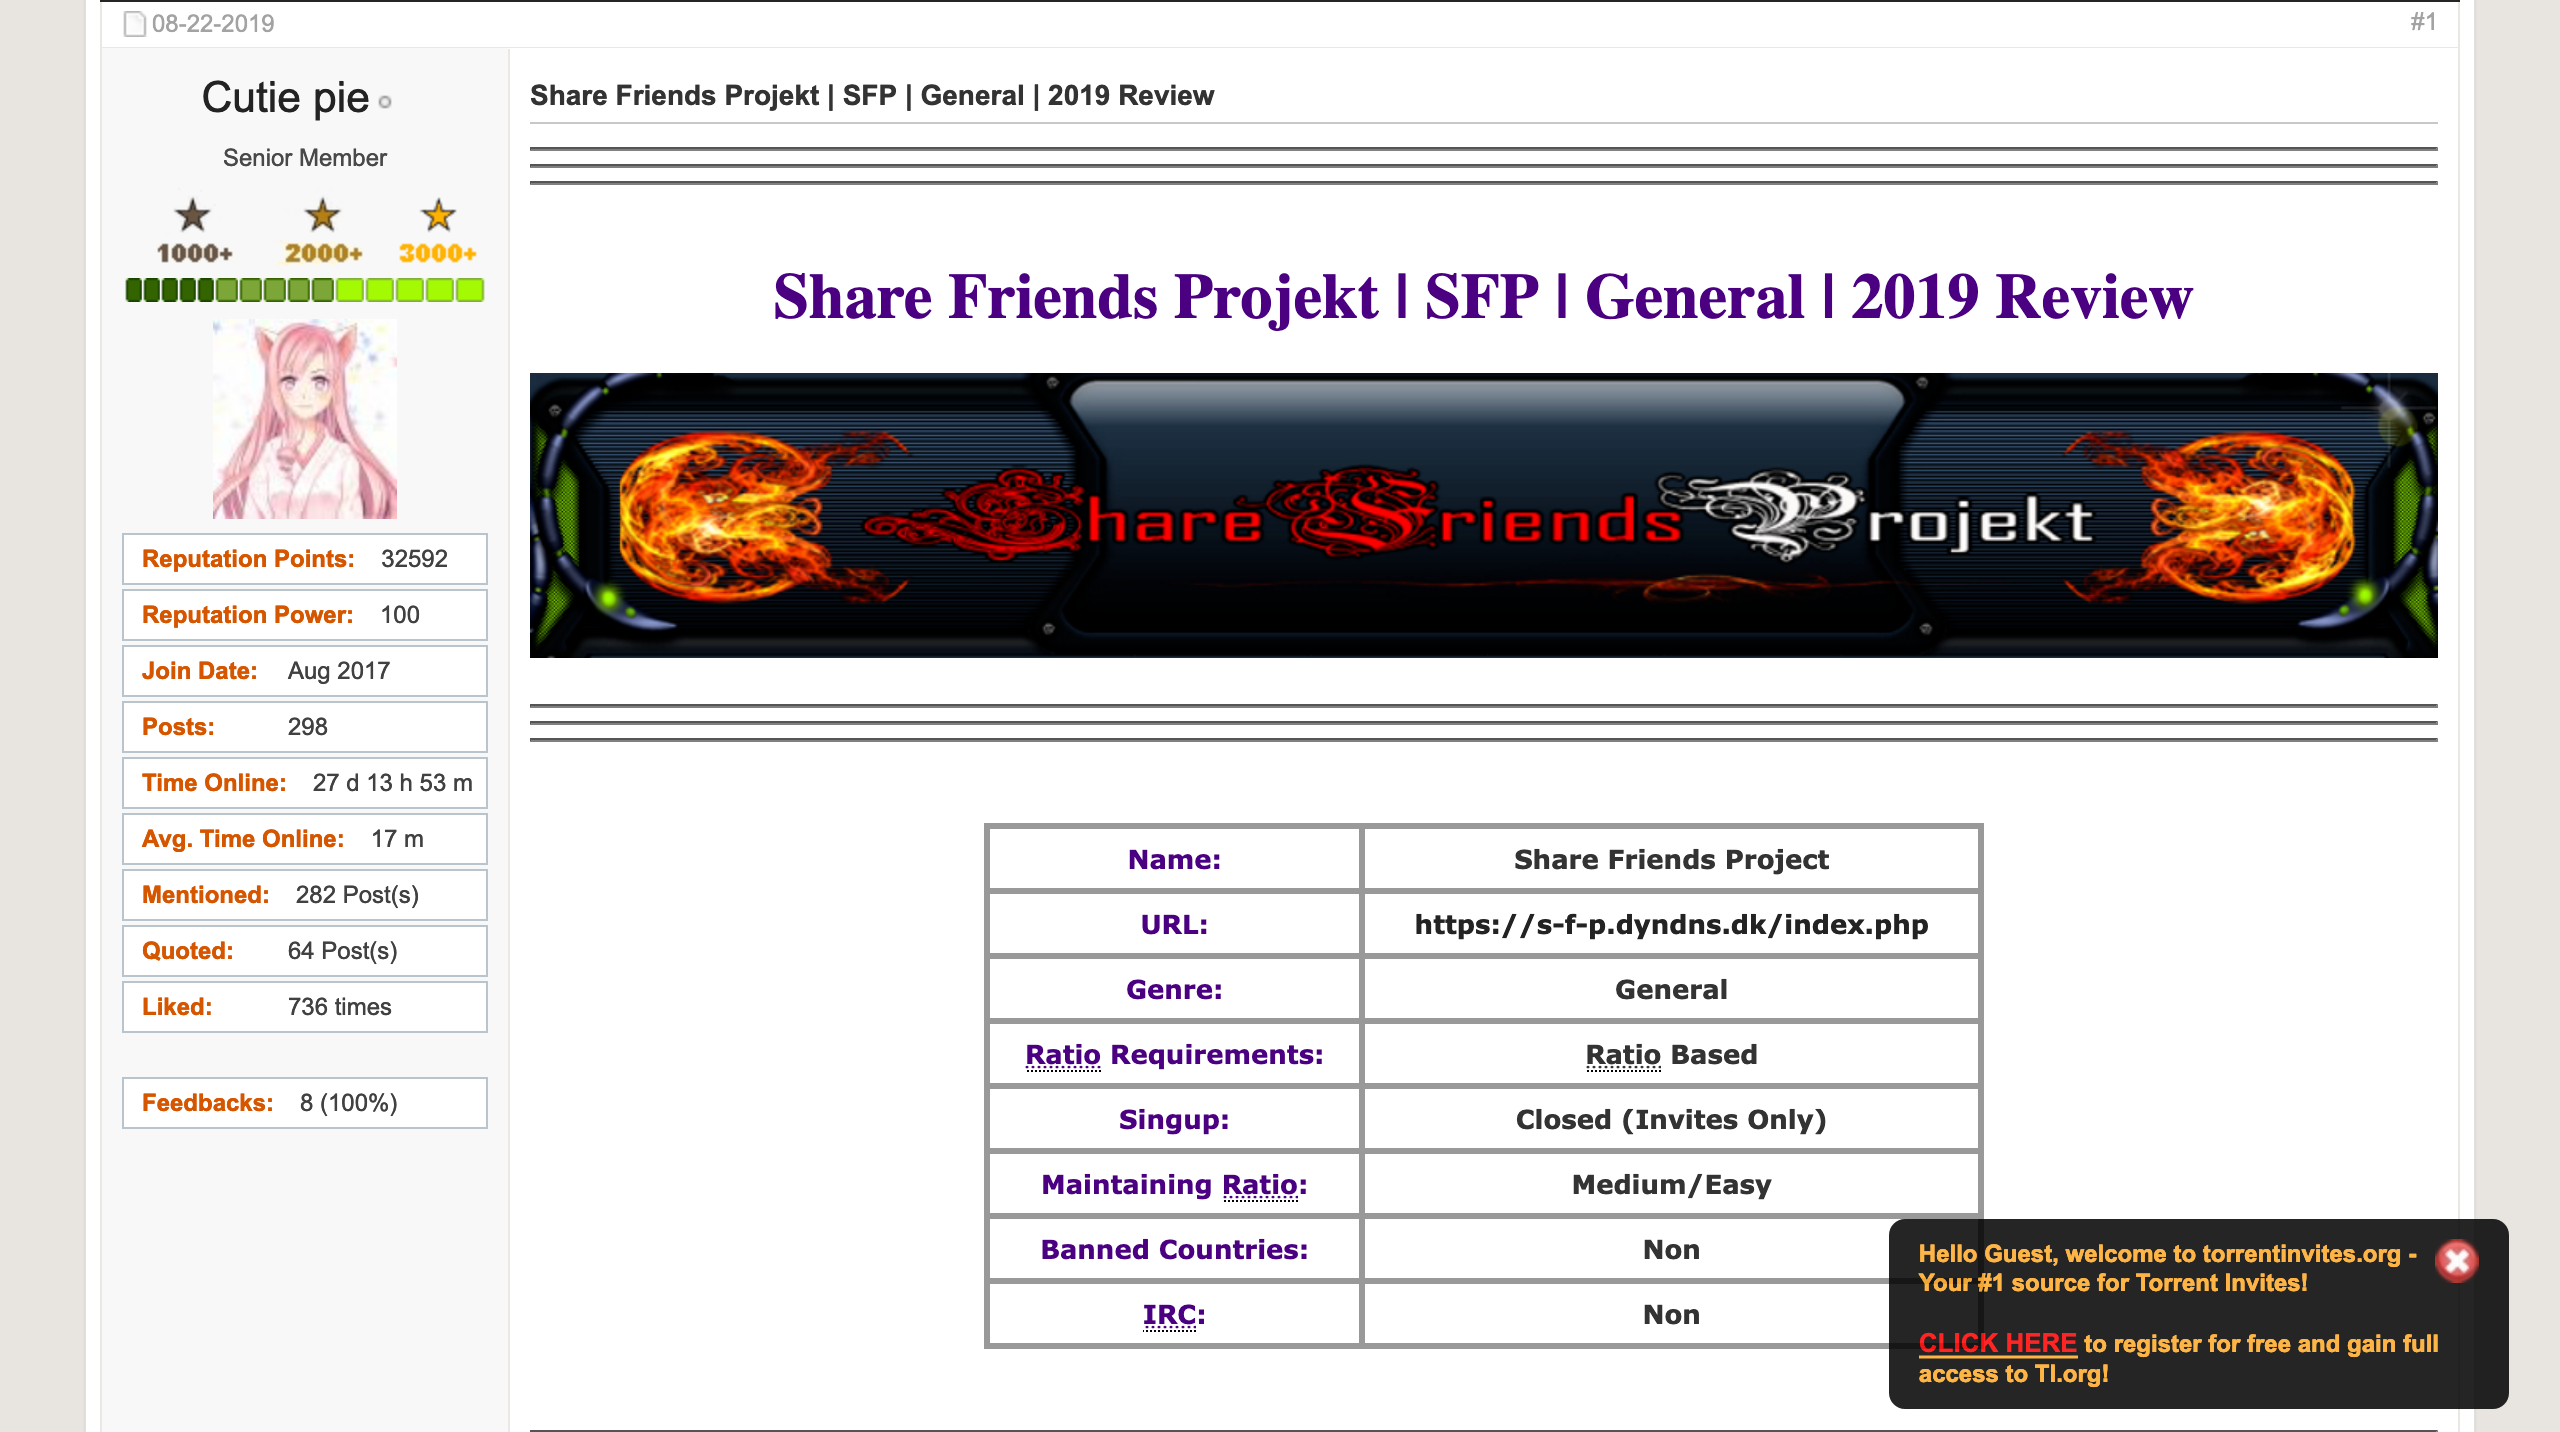 08-22-2019
#1
Cutie pie
Senior Member
1000+ 2000+ 3000+
Reputation Points: 32592
Reputation Power: 100
Join Date: Aug 2017
Posts: 298
Time Online: 27 d 13 h 53 m
Avg. Time Online: 17 m
Mentioned: 282 Post(s)
Quoted: 64 Post(s)
Liked: 736 times
Feedbacks: 8 (100%)
Share Friends Projekt | SFP | General | 2019 Review
Share Friends Projekt | SFP | General | 2019 Review
Share Friends Projekt
Name: Share Friends Project
URL: https://s-f-p.dyndns.dk/index.php
Genre: General
Ratio Requirements: Ratio Based
Singup: Closed (Invites Only)
Maintaining Ratio: Medium/Easy
Banned Countries: Non
IRC: Non
Hello Guest, welcome to torrentinvites.org -
Your #1 source for Torrent Invites!
CLICK HERE to register for free and gain full
access to TI.org!